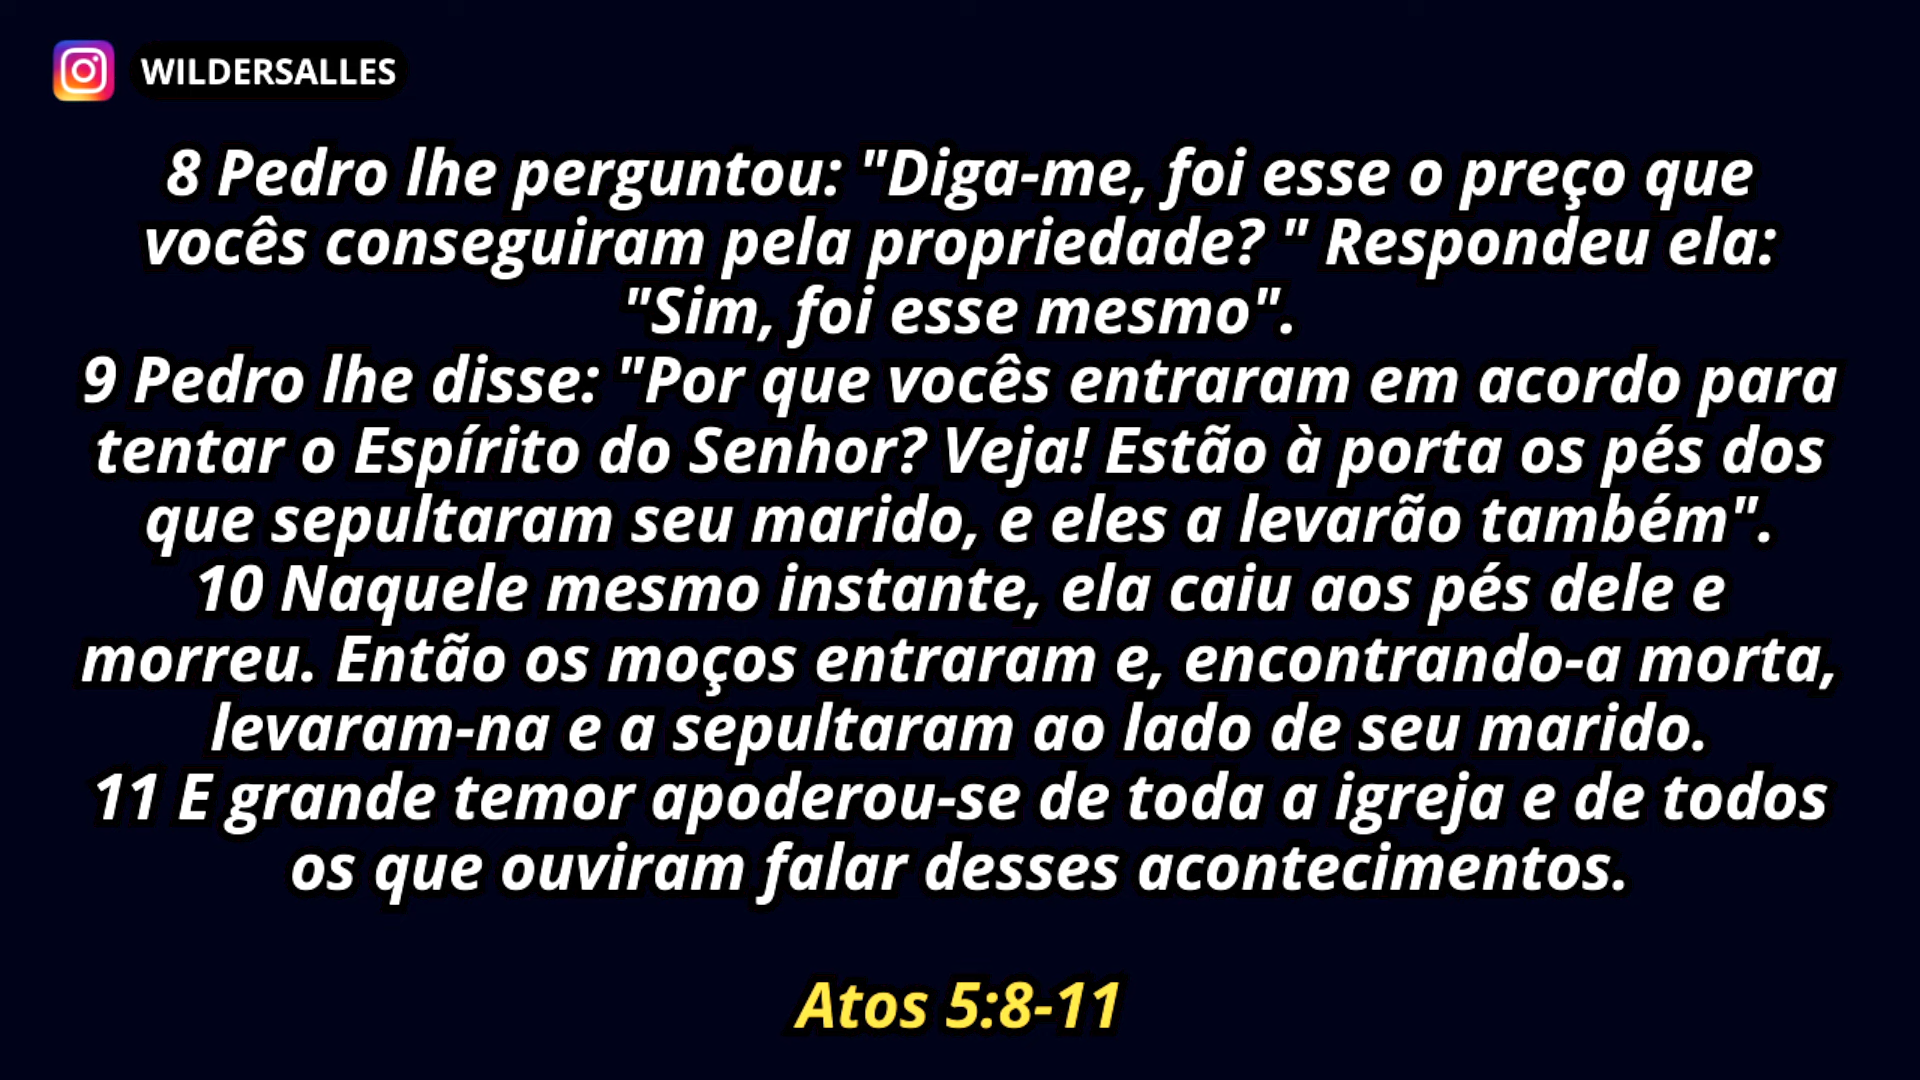 WILDERSALLES
8 Pedro lhe perguntou: "Diga-me, foi esse o preço que
vocês conseguiram pela propriedade? " Respondeu ela:
"Sim, foi esse mesmo".
9 Pedro lhe disse: "Por que vocês entraram em acordo para
tentar o Espírito do Senhor? Veja! Estão à porta os pés dos
que sepultaram seu marido, e eles a levarão também".
10 Naquele mesmo instante, ela caiu aos pés dele e
morreu. Então os moços entraram e, encontrando-a morta,
levaram-na e a sepultaram ao lado de seu marido.
11 E grande temor apoderou-se de toda a igreja e de todos
os que ouviram falar desses acontecimentos.
Atos 5:8-11